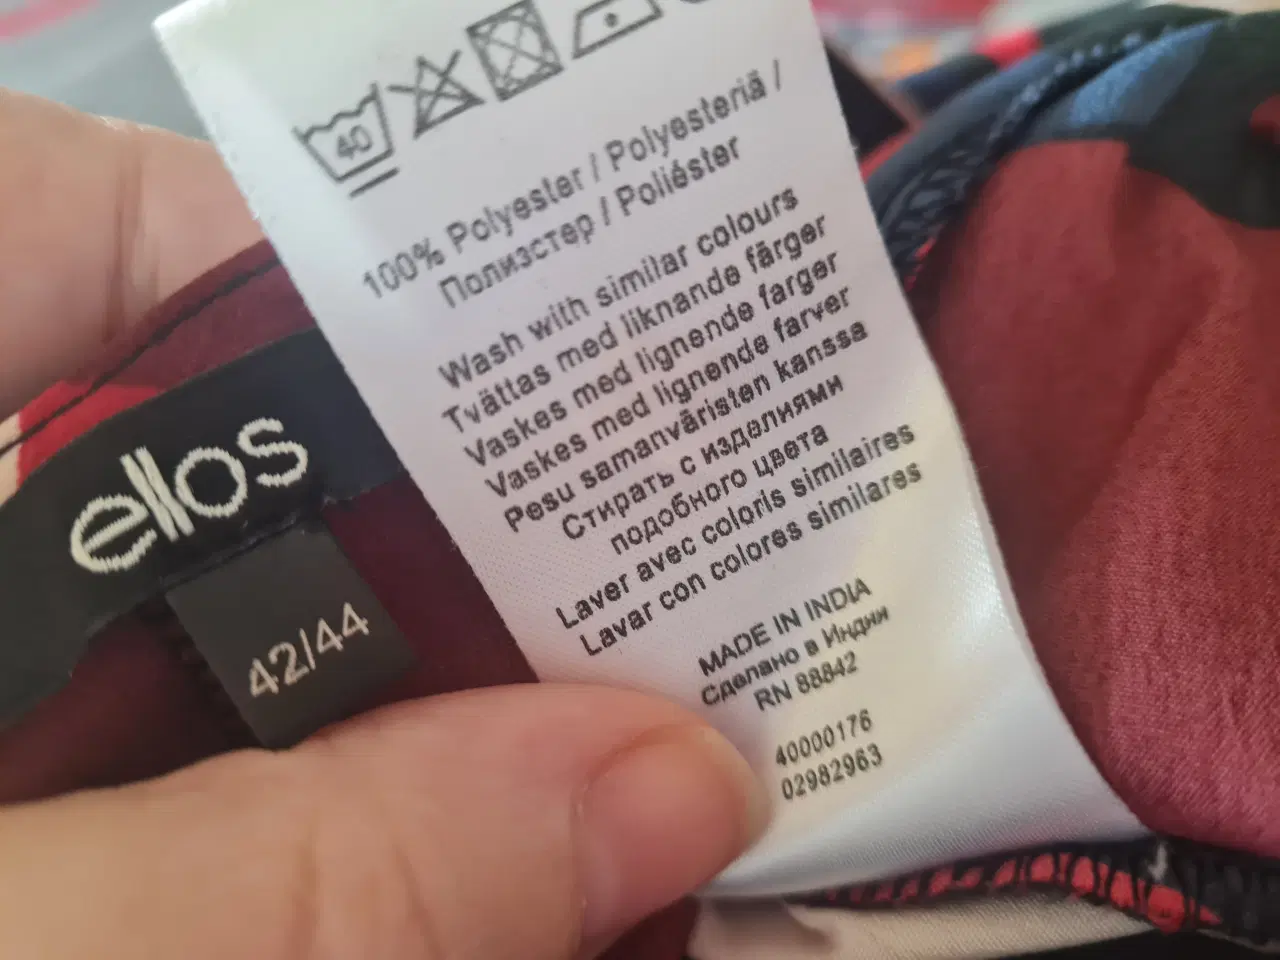 40
100% Polyester / Polyesteriä /
Полиэстер / Poliéster
Wash with similar colours
Tvättas med liknande färger
Vaskes med lignende farger
Vaskes med lignende farver
Pesu samanväristen kanssa
Стирать с изделиями
подобного цвета
Laver avec coloris similaires
Lavar con colores similares
MADE IN INDIA
Сделано в Индии
RN 88842
40000176
02982963
ellos
42/44